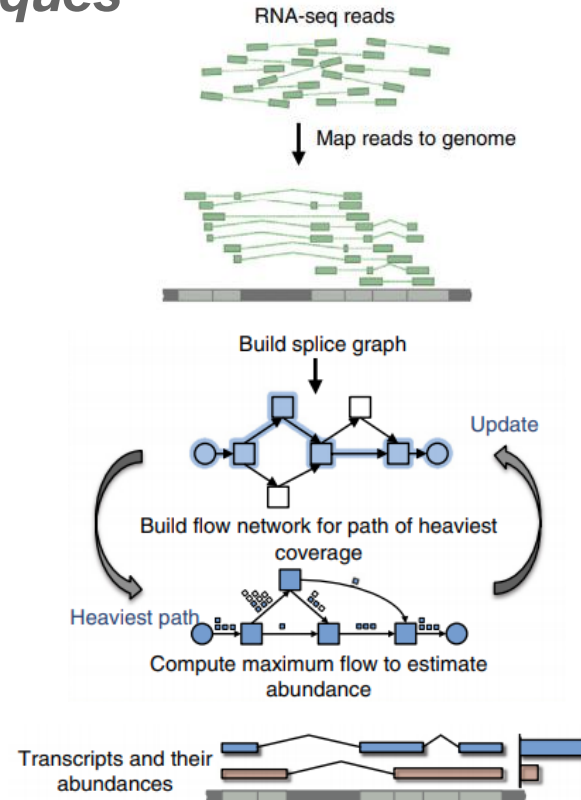 RNA-seq reads
Map reads to genome
Build splice graph
Update
Build flow network for path of heaviest
coverage
Heaviest path
Compute maximum flow to estimate
abundance
Transcripts and their
abundances